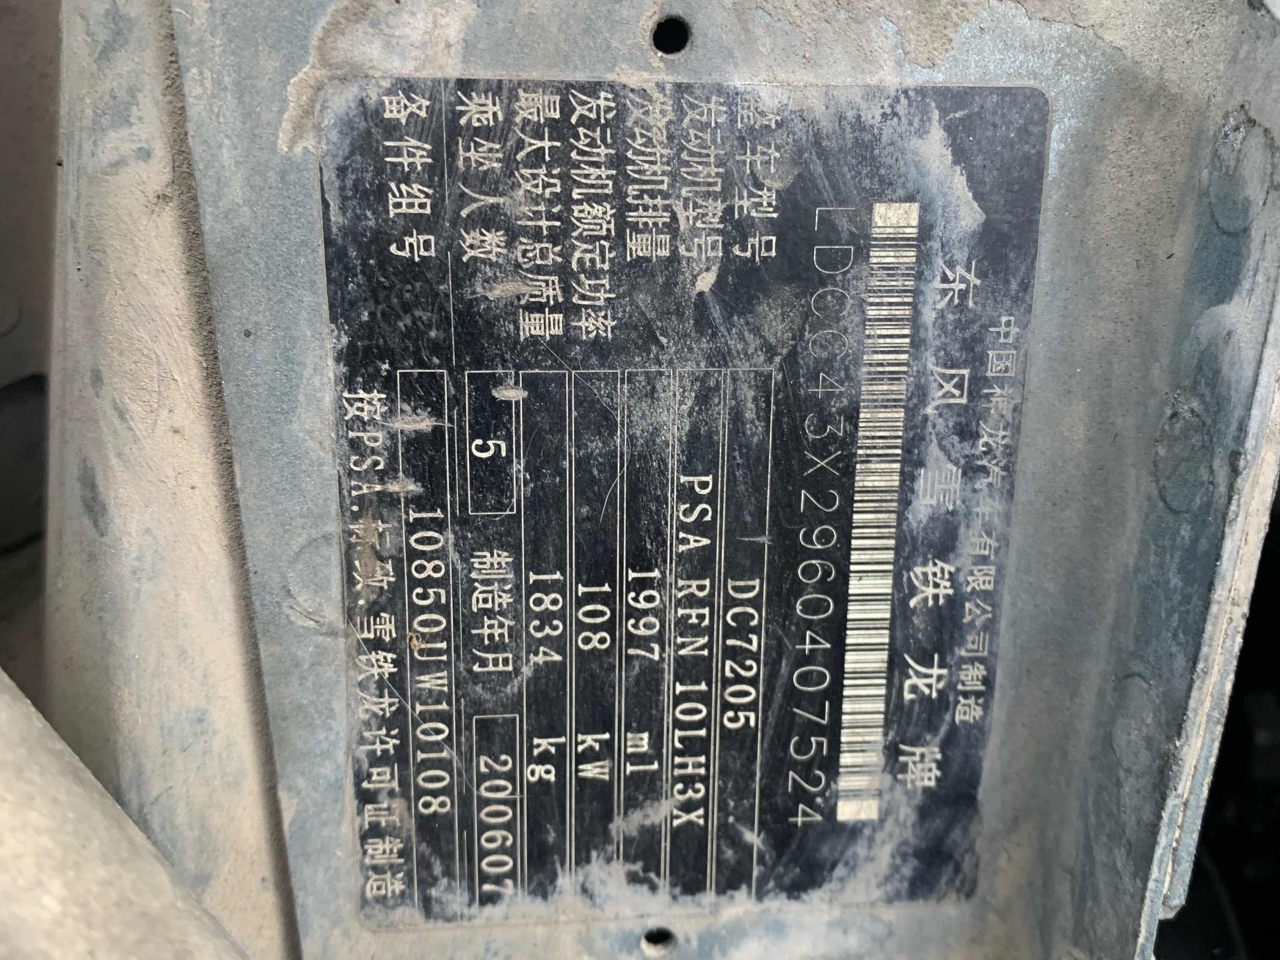 中国神龙汽车有限公司制造
东风雪铁龙牌
LDCC43X2960407524
整车型号 DC7205
发动机型号 PSA RFN 10LH3X
发动机排量 1997 ml
发动机额定功率 108 kW
最大设计总质量 1834 kg
乘坐人数 5 制造年月 200607
备件组号 10850UW10108
按PSA.标致.雪铁龙许可证制造